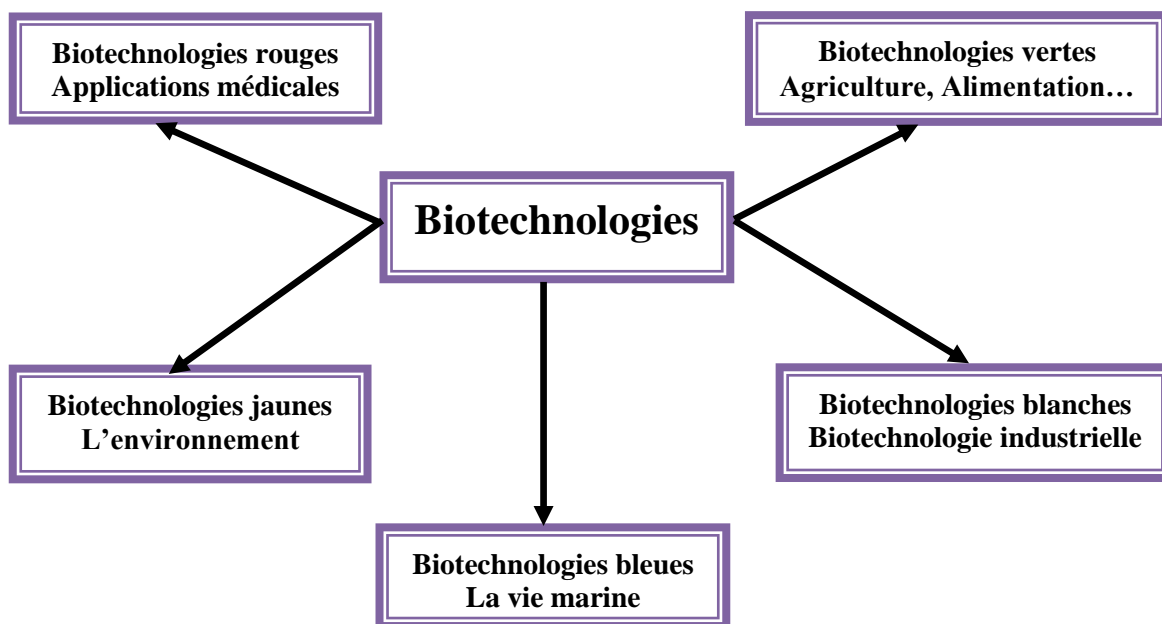 Biotechnologies rouges
Applications médicales
Biotechnologies vertes
Agriculture, Alimentation…
Biotechnologies
Biotechnologies jaunes
L’environnement
Biotechnologies blanches
Biotechnologie industrielle
Biotechnologies bleues
La vie marine